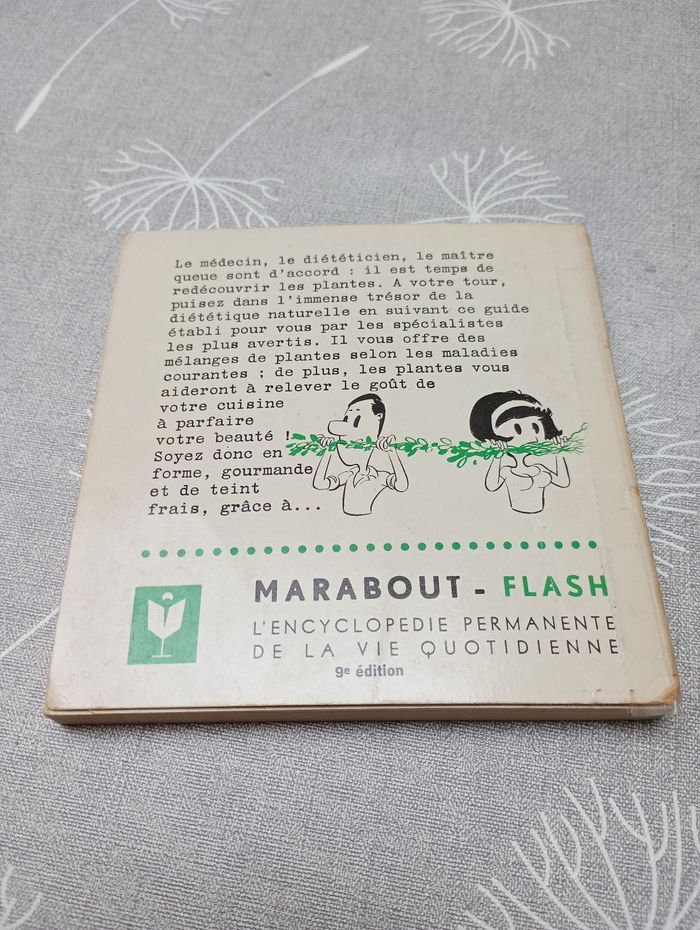 Le médecin, le diététicien, le maître
queue sont d'accord : il est temps de
redécouvrir les plantes. A votre tour,
puisez dans l'immense trésor de la
diététique naturelle en suivant ce guide
établi pour vous par les spécialistes
les plus avertis. Il vous offre des
mélanges de plantes selon les maladies
courantes ; de plus, les plantes vous
aideront à relever le goût de
votre cuisine
à parfaire
votre beauté !
Soyez donc en
forme, gourmande
et de teint
frais, grâce à...
MARABOUT - FLASH
L'ENCYCLOPEDIE PERMANENTE
DE LA VIE QUOTIDIENNE
9e édition